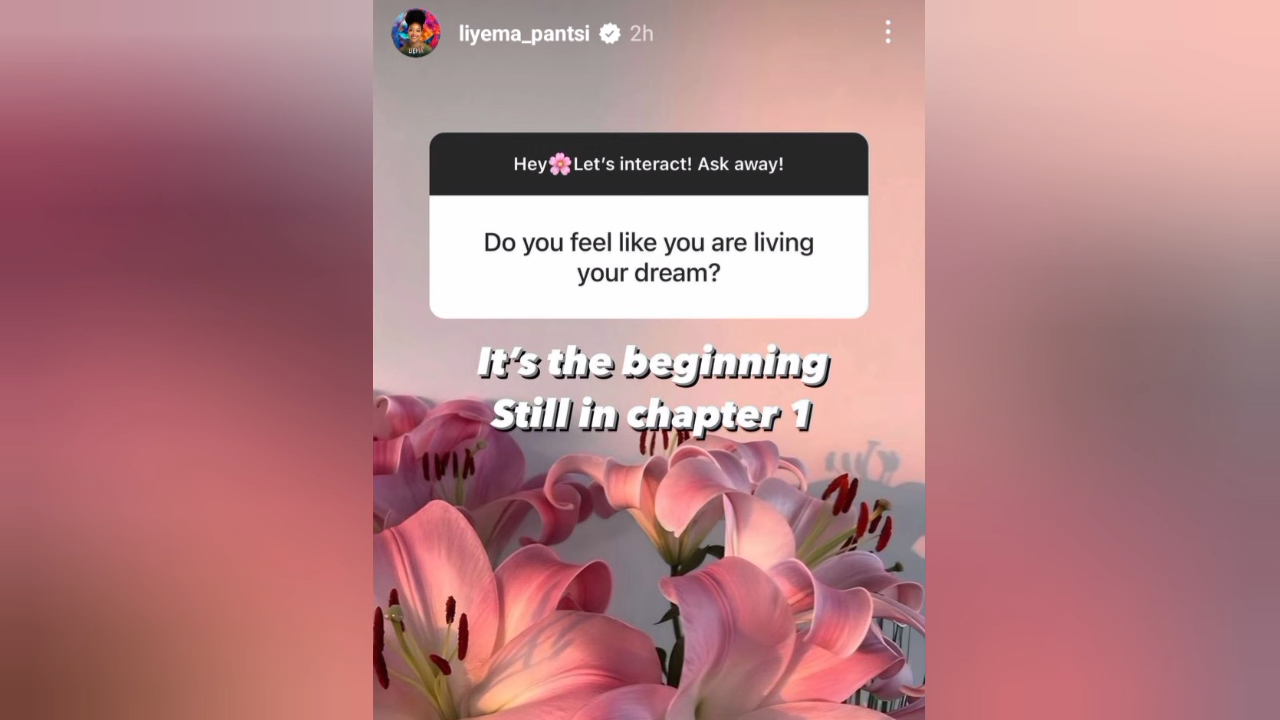 liyema_pantsi 2h
Hey🌸Let's interact! Ask away!
Do you feel like you are living
your dream?
It's the beginning
Still in chapter 1